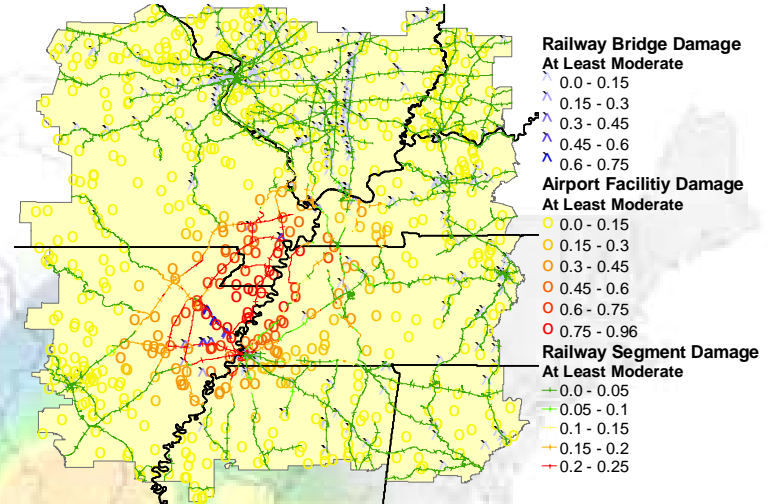 Railway Bridge Damage
At Least Moderate
0.0 - 0.15
0.15 - 0.3
0.3 - 0.45
0.45 - 0.6
0.6 - 0.75
Airport Facilitiy Damage
At Least Moderate
0.0 - 0.15
0.15 - 0.3
0.3 - 0.45
0.45 - 0.6
0.6 - 0.75
0.75 - 0.96
Railway Segment Damage
At Least Moderate
0.0 - 0.05
0.05 - 0.1
0.1 - 0.15
0.15 - 0.2
0.2 - 0.25